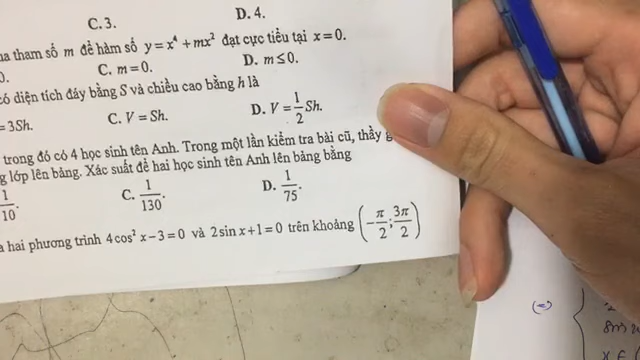 C. 3. D. 4.
tham số m để hàm số y = x⁴ + mx² đạt cực tiểu tại x = 0.
0. C. m = 0. D. m ≤ 0.
có diện tích đáy bằng S và chiều cao bằng h là
= 3Sh. C. V = Sh. D. V = 1/2 Sh.
trong đó có 4 học sinh tên Anh. Trong một lần kiểm tra bài cũ, thầy g
lớp lên bảng. Xác suất để hai học sinh tên Anh lên bảng bằng
1/10. C. 1/130. D. 1/75.
hai phương trình 4cos² x − 3 = 0 và 2sin x + 1 = 0 trên khoảng (−π/2; 3π/2)
(⇔) {